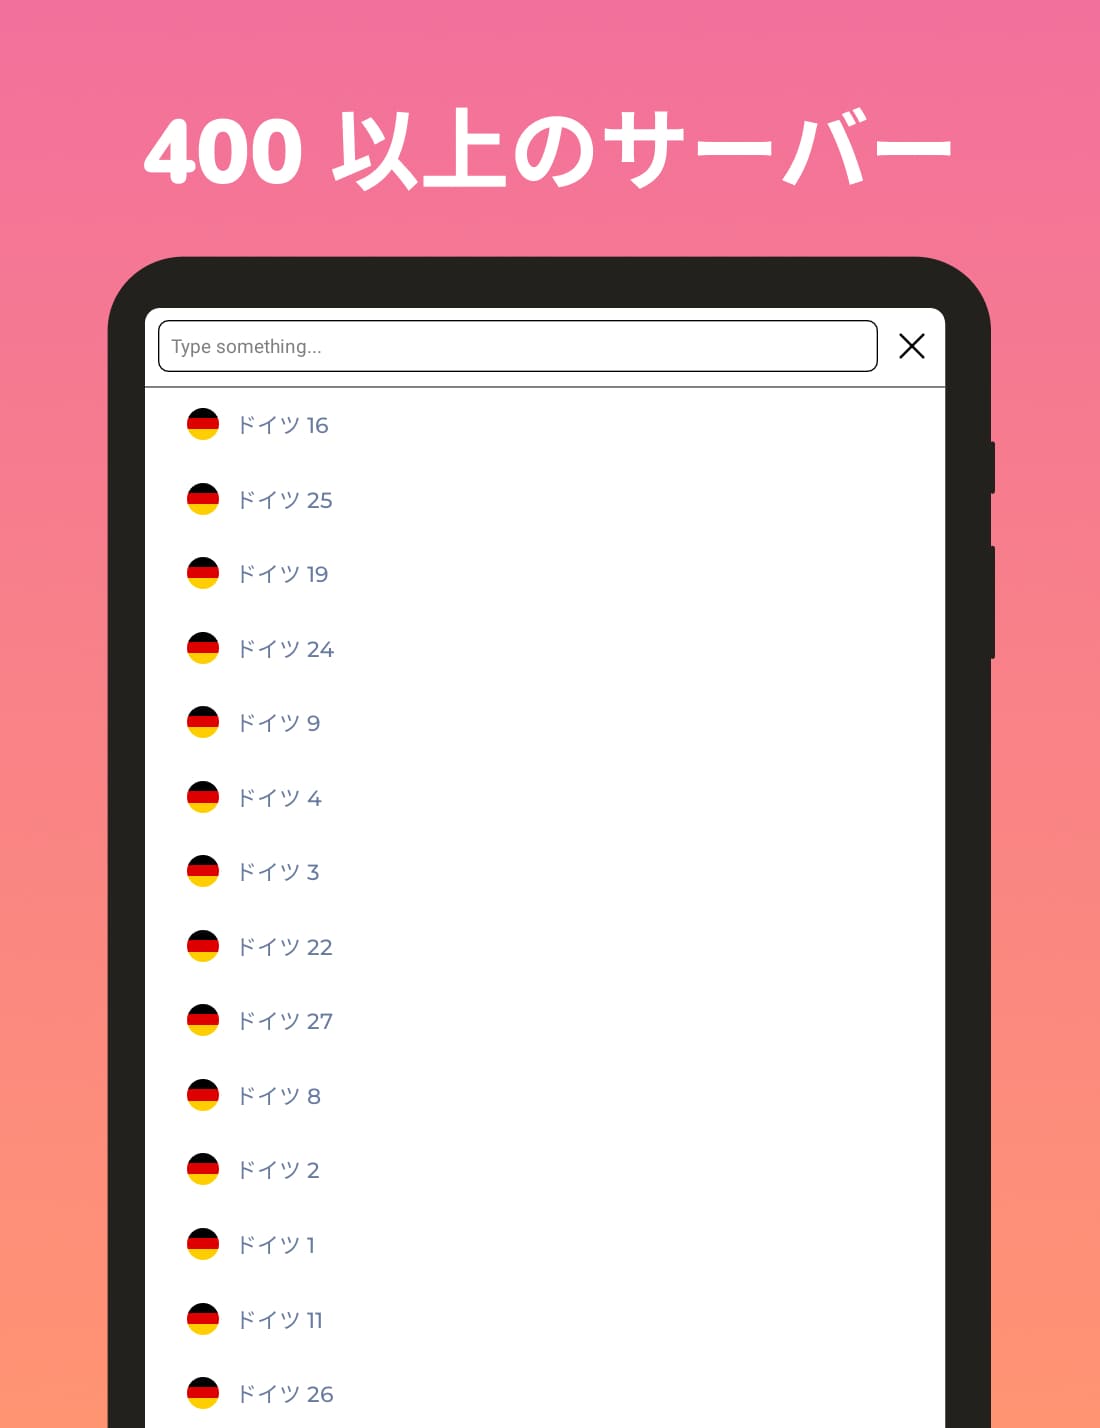 400 以上のサーバー
Type something...
ドイツ 16
ドイツ 25
ドイツ 19
ドイツ 24
ドイツ 9
ドイツ 4
ドイツ 3
ドイツ 22
ドイツ 27
ドイツ 8
ドイツ 2
ドイツ 1
ドイツ 11
ドイツ 26